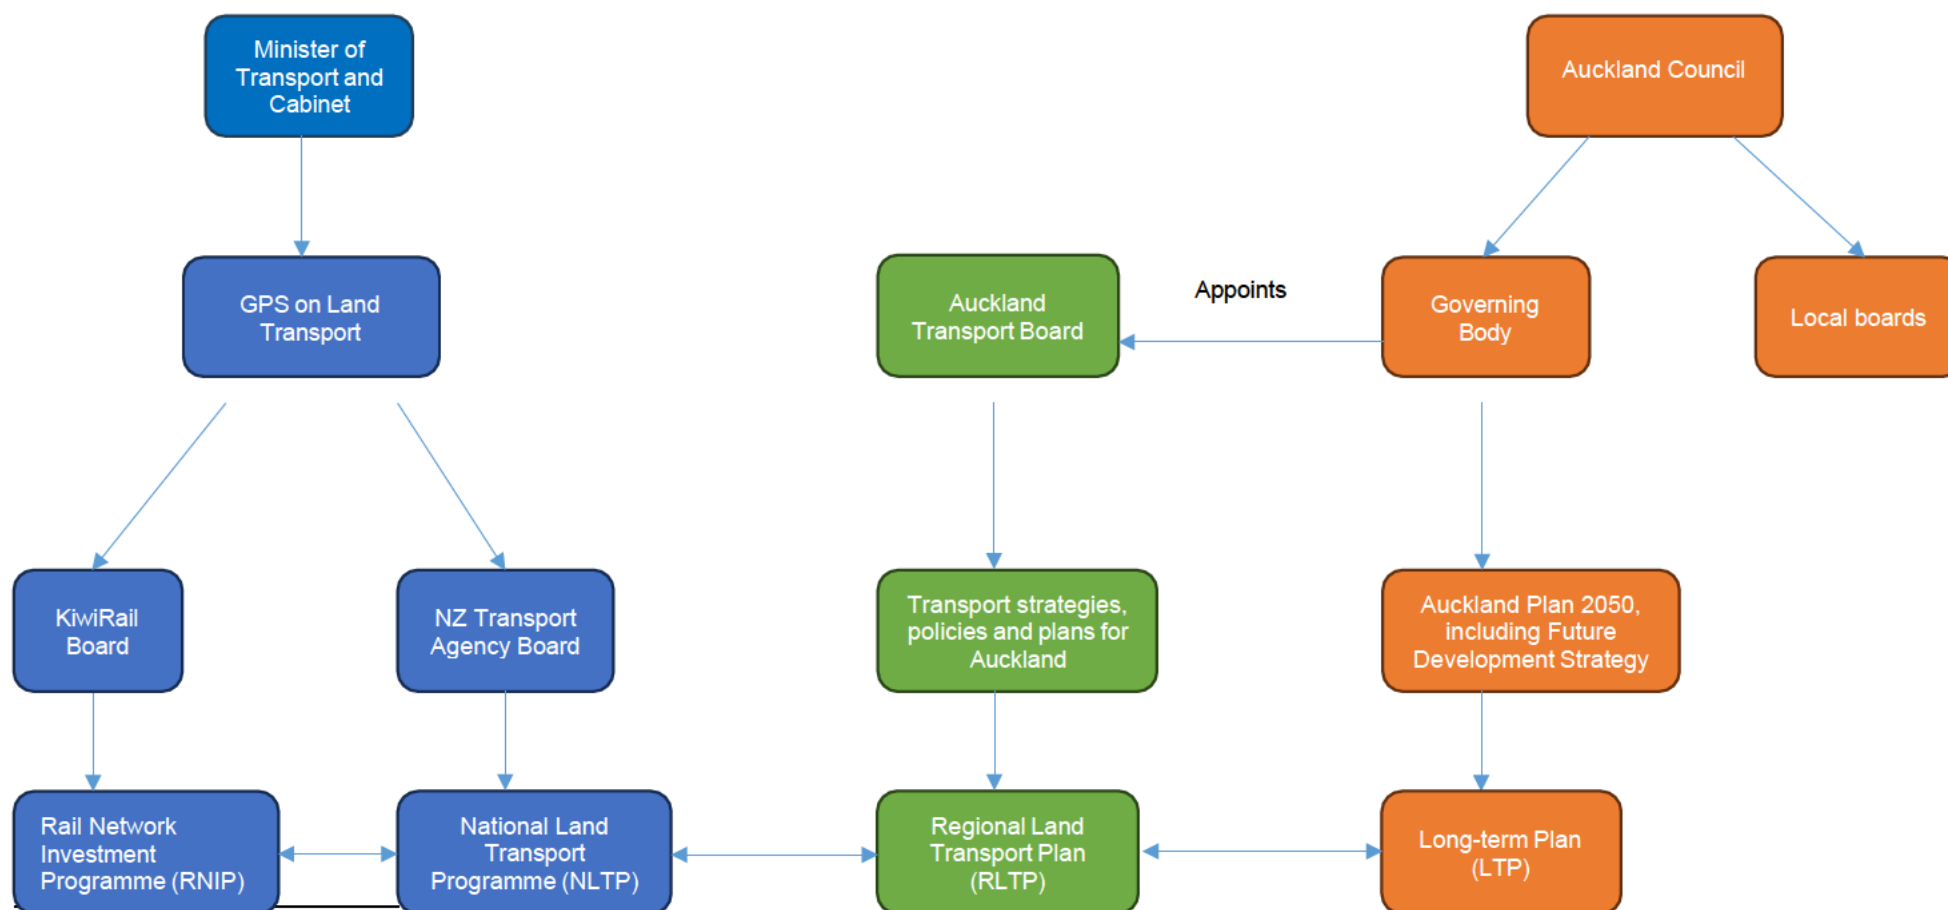 Minister of
Transport and
Cabinet
Auckland Council
GPS on Land
Transport
Auckland
Transport Board
Appoints
Governing
Body
Local boards
KiwiRail
Board
NZ Transport
Agency Board
Transport strategies,
policies and plans for
Auckland
Auckland Plan 2050,
including Future
Development Strategy
Rail Network
Investment
Programme (RNIP)
National Land
Transport
Programme (NLTP)
Regional Land
Transport Plan
(RLTP)
Long-term Plan
(LTP)